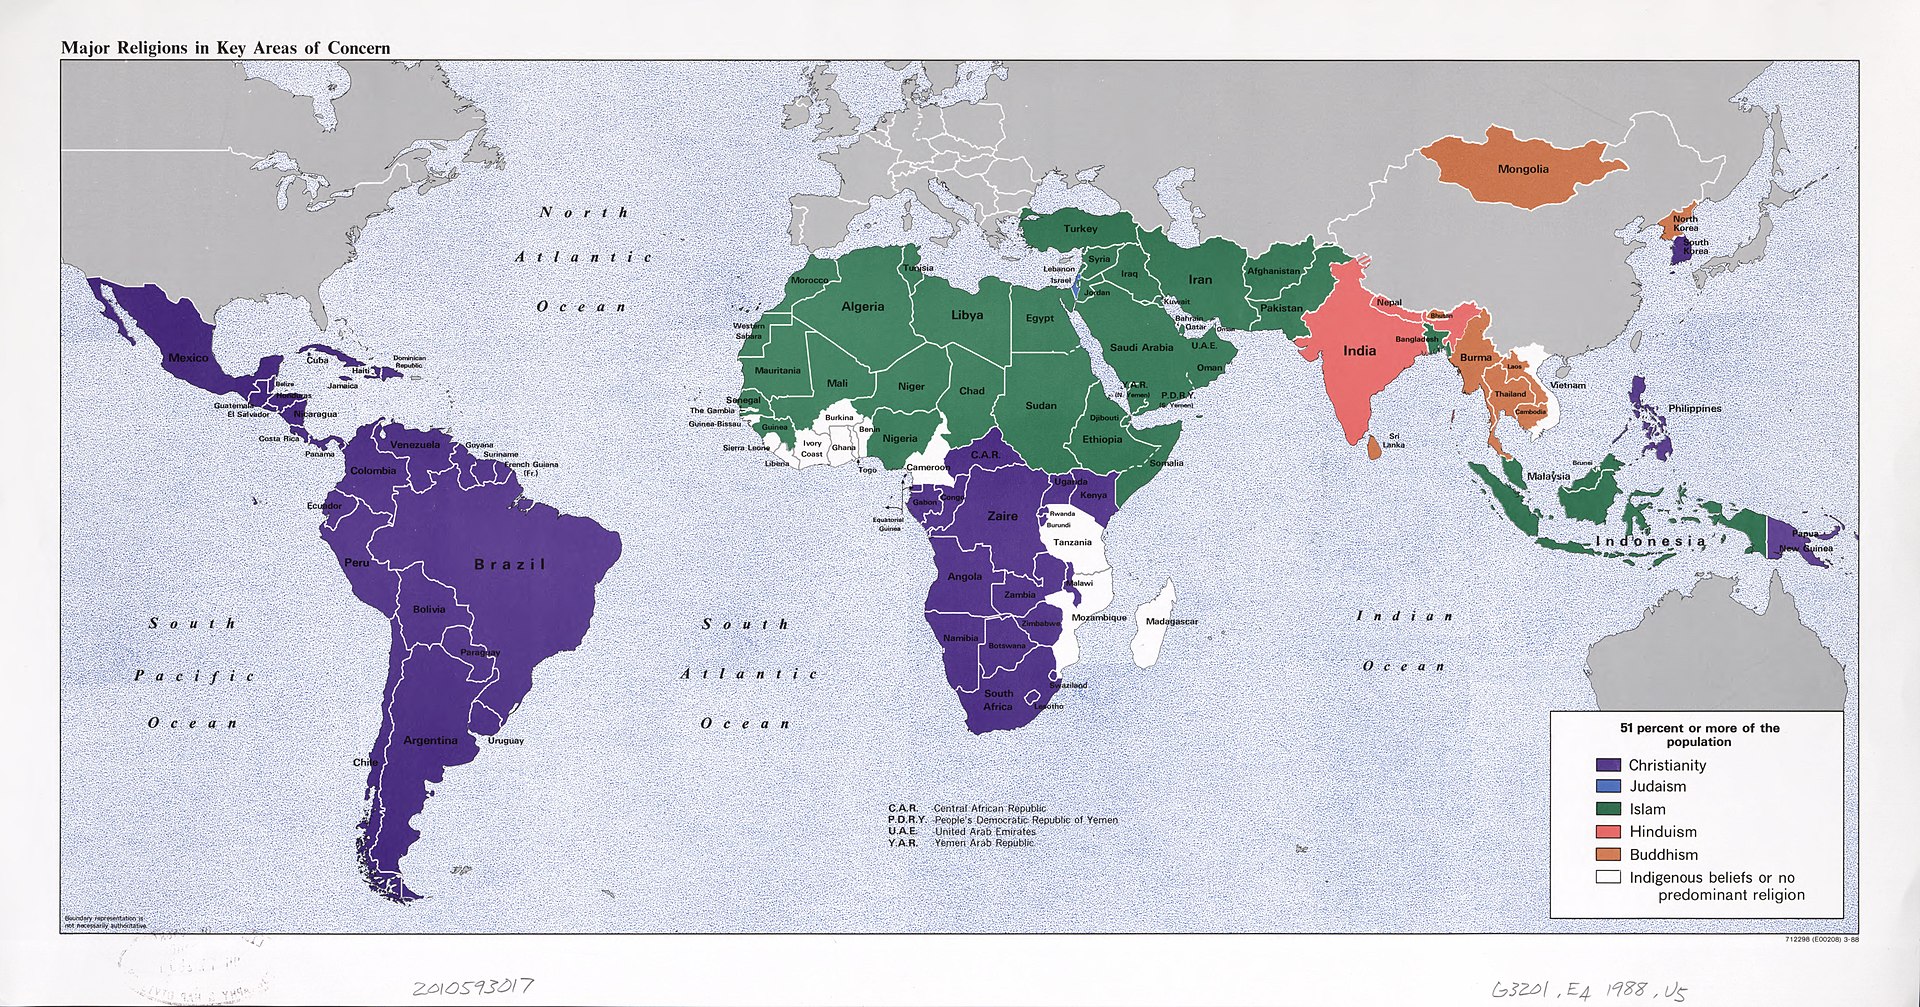 Major Religions in Key Areas of Concern
North
Atlantic
Ocean
Mongolia
North
Korea
South
Korea
Turkey
Syria
Lebanon
Israel
Iraq
Iran
Afghanistan
Jordan
Pakistan
Kuwait
Bahrain
Qatar
Oman
Nepal
Bhutan
Bangladesh
India
Burma
Laos
Thailand
Cambodia
Vietnam
Philippines
Morocco
Tunisia
Algeria
Libya
Egypt
Western
Sahara
Saudi Arabia
U.A.E.
Oman
Y.A.R.
(N. Yemen)
P.D.R.Y.
(S. Yemen)
Mauritania
Mali
Niger
Chad
Sudan
Senegal
The Gambia
Guinea-Bissau
Guinea
Sierra Leone
Liberia
Burkina
Ivory
Coast
Ghana
Benin
Togo
Nigeria
Cameroon
C.A.R.
Djibouti
Ethiopia
Somalia
Sri
Lanka
Brunei
Malaysia
Indonesia
Papua
New Guinea
Mexico
Cuba
Haiti
Dominican
Republic
Jamaica
Belize
Honduras
Guatemala
El Salvador
Nicaragua
Costa Rica
Panama
Venezuela
Guyana
Suriname
French Guiana
(Fr.)
Colombia
Ecuador
Peru
Brazil
Bolivia
Paraguay
Argentina
Uruguay
Chile
Equatorial
Guinea
Gabon
Congo
Uganda
Kenya
Zaire
Rwanda
Burundi
Tanzania
Angola
Zambia
Malawi
Mozambique
Madagascar
Zimbabwe
Namibia
Botswana
South
Africa
Swaziland
Lesotho
South
Pacific
Ocean
South
Atlantic
Ocean
Indian
Ocean
C.A.R. -Central African Republic
P.D.R.Y. -People's Democratic Republic of Yemen
U.A.E. United Arab Emirates
Y.A.R. Yemen Arab Republic
51 percent or more of the
population
Christianity
Judaism
Islam
Hinduism
Buddhism
Indigenous beliefs or no
predominant religion
Boundary representation is
not necessarily authoritative.
712298 (E00208) 3-88
2010593017
G3201.E4 1988.U5